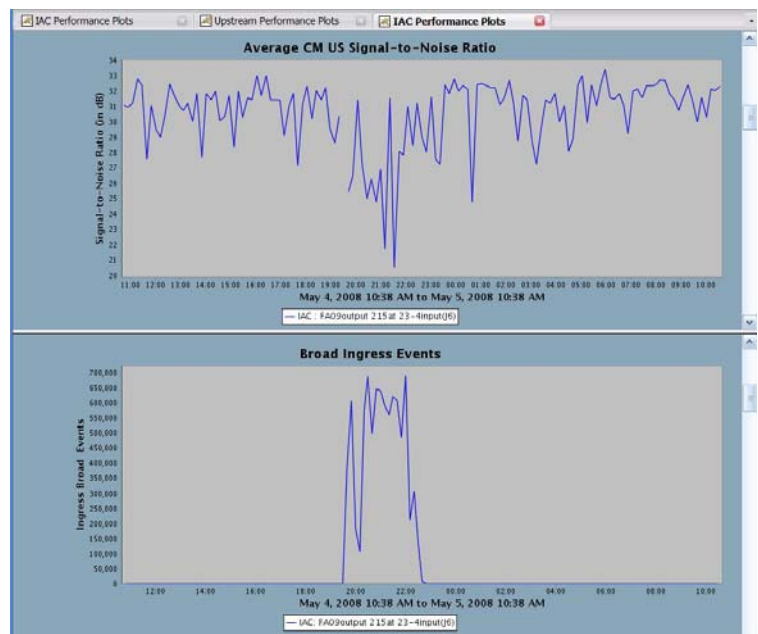 IAC Performance Plots
Upstream Performance Plots
IAC Performance Plots
Average CM US Signal-to-Noise Ratio
Signal-to-Noise Ratio (in dB)
34
33
32
31
30
29
28
27
26
25
24
23
22
21
20
11:00 12:00 13:00 14:00 15:00 16:00 17:00 18:00 19:00 20:00 21:00 22:00 23:00 00:00 01:00 02:00 03:00 04:00 05:00 06:00 07:00 08:00 09:00 10:00
May 4, 2008 10:38 AM to May 5, 2008 10:38 AM
IAC : FA09output 215at 23-4input(J6)
Broad Ingress Events
Ingress Broad Events
700,000
650,000
600,000
550,000
500,000
450,000
400,000
350,000
300,000
250,000
200,000
150,000
100,000
50,000
0
12:00 14:00 16:00 18:00 20:00 22:00 00:00 02:00 04:00 06:00 08:00 10:00
May 4, 2008 10:38 AM to May 5, 2008 10:38 AM
IAC: FA09output 215at 23-4input(J6)